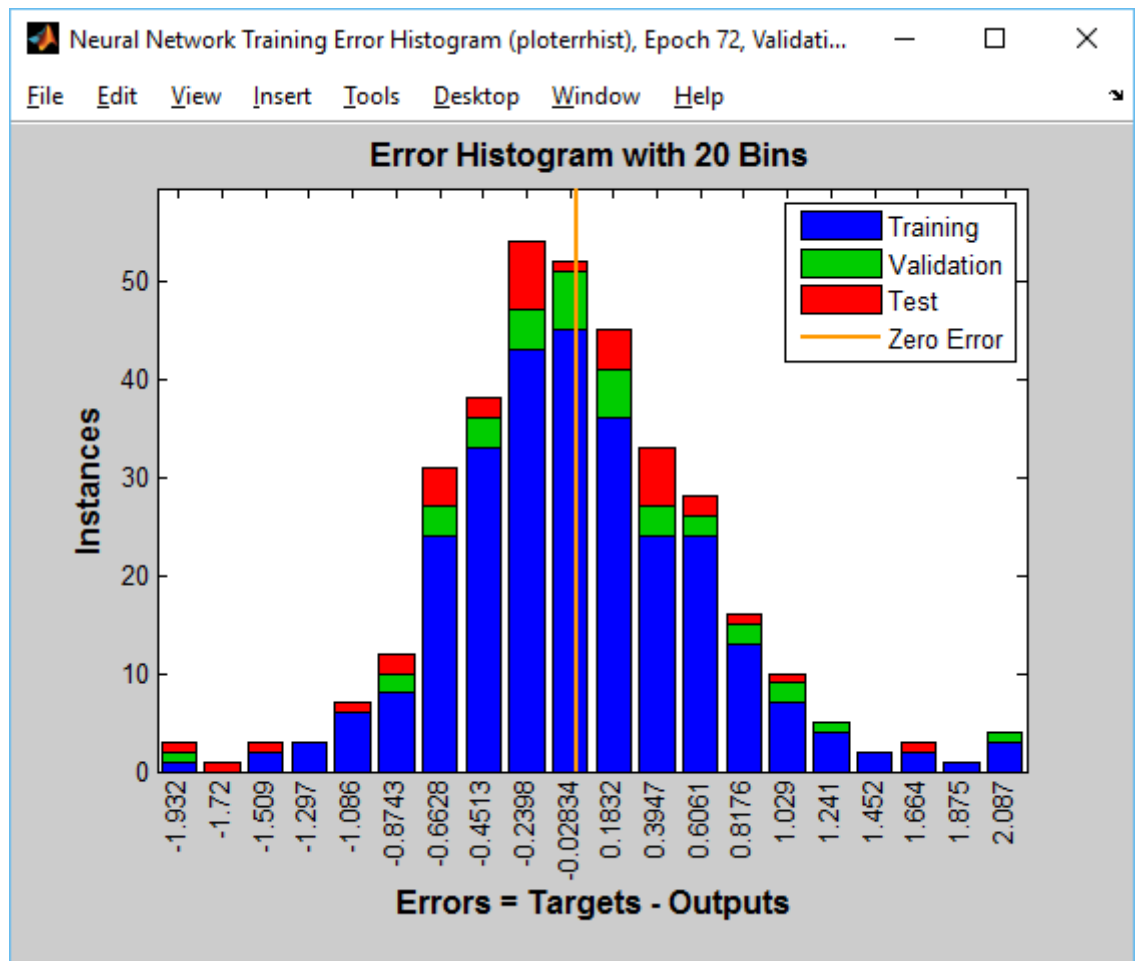 Neural Network Training Error Histogram (ploterrhist), Epoch 72, Validati...
File Edit View Insert Tools Desktop Window Help
Error Histogram with 20 Bins
Training
Validation
Test
Zero Error
Instances
50
40
30
20
10
0
-1.932
-1.72
-1.509
-1.297
-1.086
-0.8743
-0.6628
-0.4513
-0.2398
-0.02834
0.1832
0.3947
0.6061
0.8176
1.029
1.241
1.452
1.664
1.875
2.087
Errors = Targets - Outputs